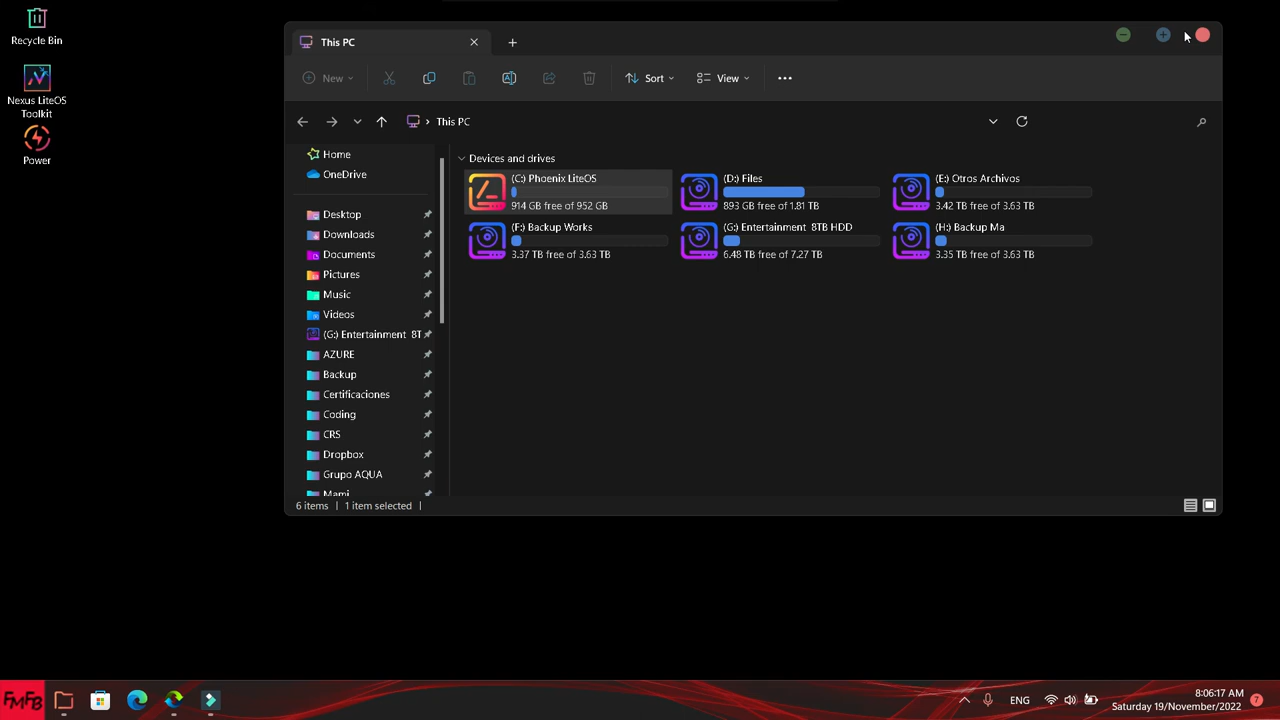 Recycle Bin
Nexus LiteOS
Toolkit
Power
This PC
New
Sort
View
This PC
Home
OneDrive
Desktop
Downloads
Documents
Pictures
Music
Videos
(G:) Entertainment 8T
AZURE
Backup
Certificaciones
Coding
CRS
Dropbox
Grupo AQUA
Mami
Devices and drives
(C:) Phoenix LiteOS
914 GB free of 952 GB
(D:) Files
893 GB free of 1.81 TB
(E:) Otros Archivos
3.42 TB free of 3.63 TB
(F:) Backup Works
3.37 TB free of 3.63 TB
(G:) Entertainment 8TB HDD
6.48 TB free of 7.27 TB
(H:) Backup Ma
3.35 TB free of 3.63 TB
6 items
1 item selected
FMFB
ENG
8:06:17 AM
Saturday 19/November/2022
7